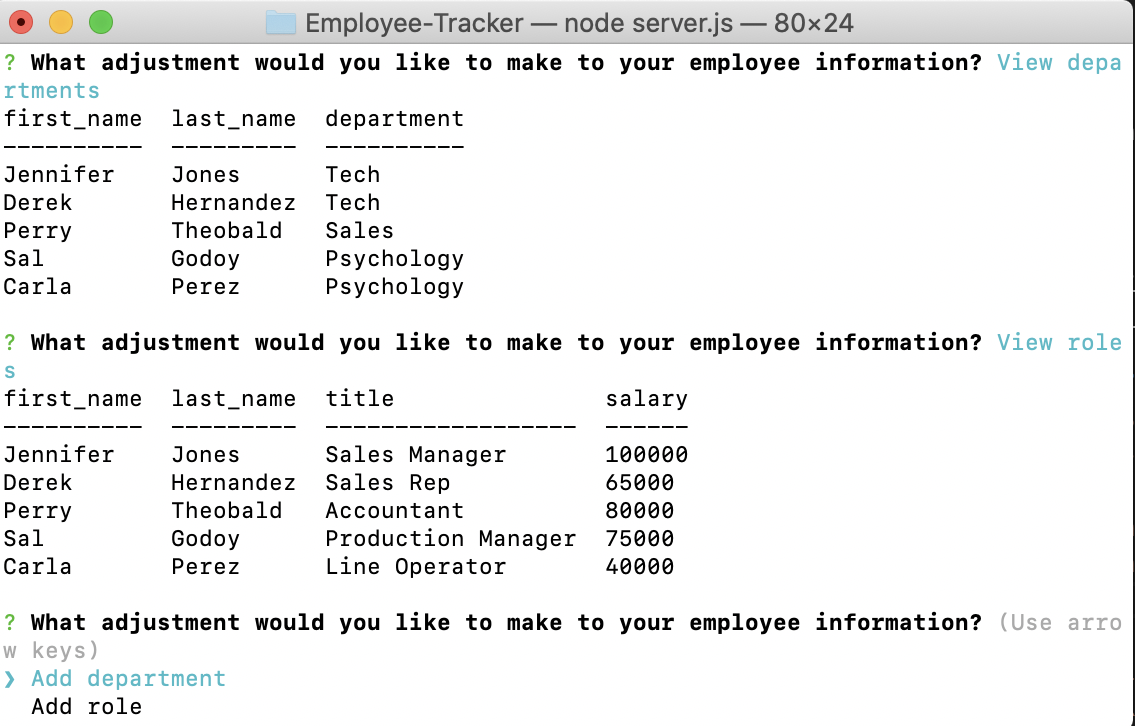 Employee-Tracker — node server.js — 80×24
? What adjustment would you like to make to your employee information? View depa
rtments
first_name  last_name  department
----------  ---------  ----------
Jennifer    Jones      Tech
Derek       Hernandez  Tech
Perry       Theobald   Sales
Sal         Godoy      Psychology
Carla       Perez      Psychology
? What adjustment would you like to make to your employee information? View role
s
first_name  last_name  title               salary
----------  ---------  ------------------  ------
Jennifer    Jones      Sales Manager       100000
Derek       Hernandez  Sales Rep           65000
Perry       Theobald   Accountant          80000
Sal         Godoy      Production Manager  75000
Carla       Perez      Line Operator       40000
? What adjustment would you like to make to your employee information? (Use arro
w keys)
❯ Add department
  Add role